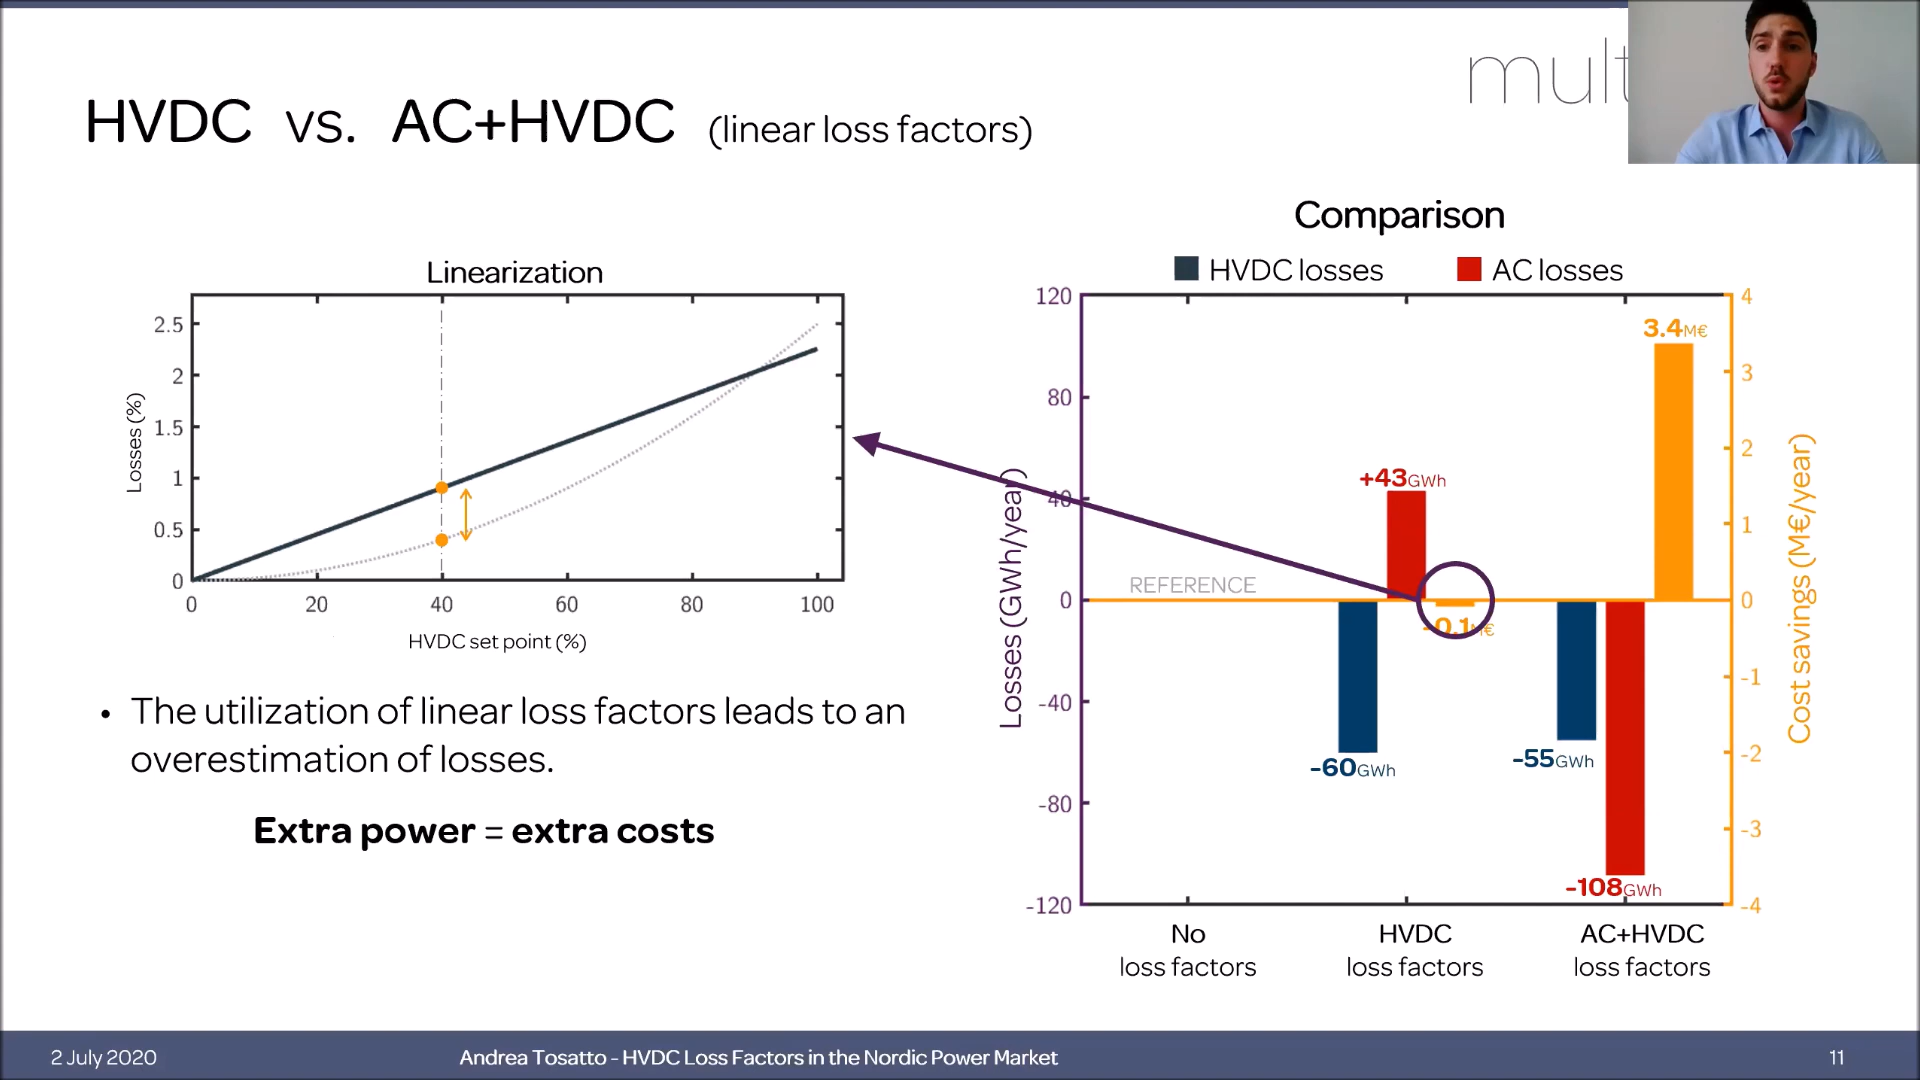 mult
HVDC vs. AC+HVDC (linear loss factors)
Linearization
2.5
2
1.5
1
0.5
0
Losses (%)
0 20 40 60 80 100
HVDC set point (%)
• The utilization of linear loss factors leads to an
overestimation of losses.
Extra power = extra costs
Comparison
HVDC losses AC losses
120
80
40
0
-40
-80
-120
Losses (GWh/year)
REFERENCE
+43GWh
-0.1M€
-60GWh
3.4M€
-55GWh
-108GWh
4
3
2
1
0
-1
-2
-3
-4
Cost savings (M€/year)
No
loss factors
HVDC
loss factors
AC+HVDC
loss factors
2 July 2020
Andrea Tosatto - HVDC Loss Factors in the Nordic Power Market
11